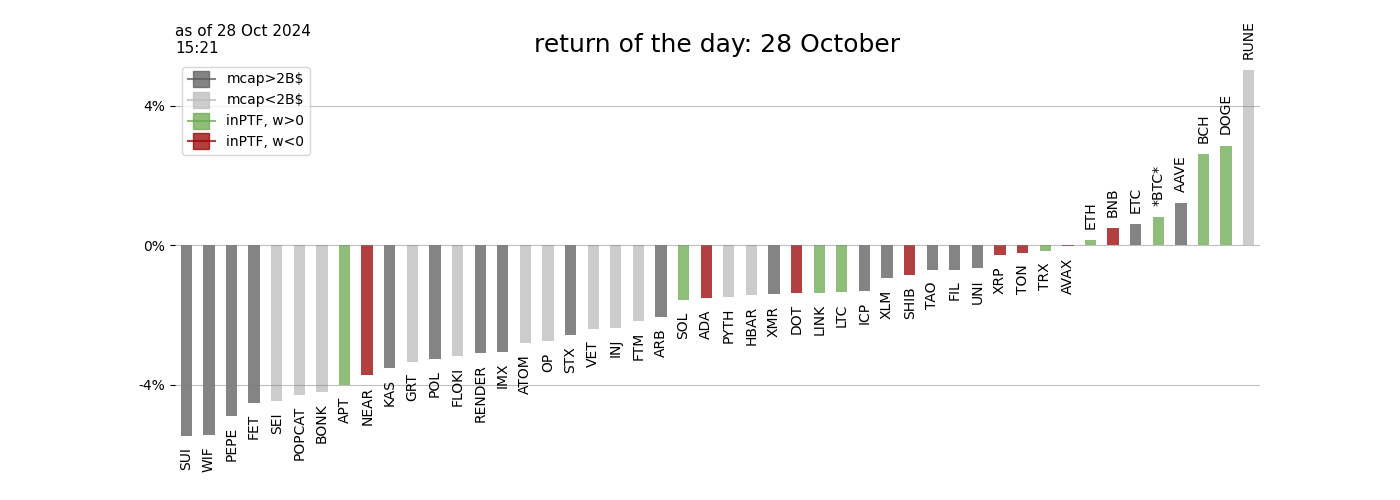 as of 28 Oct 2024
15:21
return of the day: 28 October
mcap>2B$
mcap<2B$
inPTF, w>0
inPTF, w<0
4%
0%
-4%
SUI
WIF
PEPE
FET
SEI
POPCAT
BONK
APT
NEAR
KAS
GRT
POL
FLOKI
RENDER
IMX
ATOM
OP
STX
VET
INJ
FTM
ARB
SOL
ADA
PYTH
HBAR
XMR
DOT
LINK
LTC
ICP
XLM
SHIB
TAO
FIL
UNI
XRP
TON
TRX
AVAX
ETH
BNB
ETC
*BTC*
AAVE
BCH
DOGE
RUNE